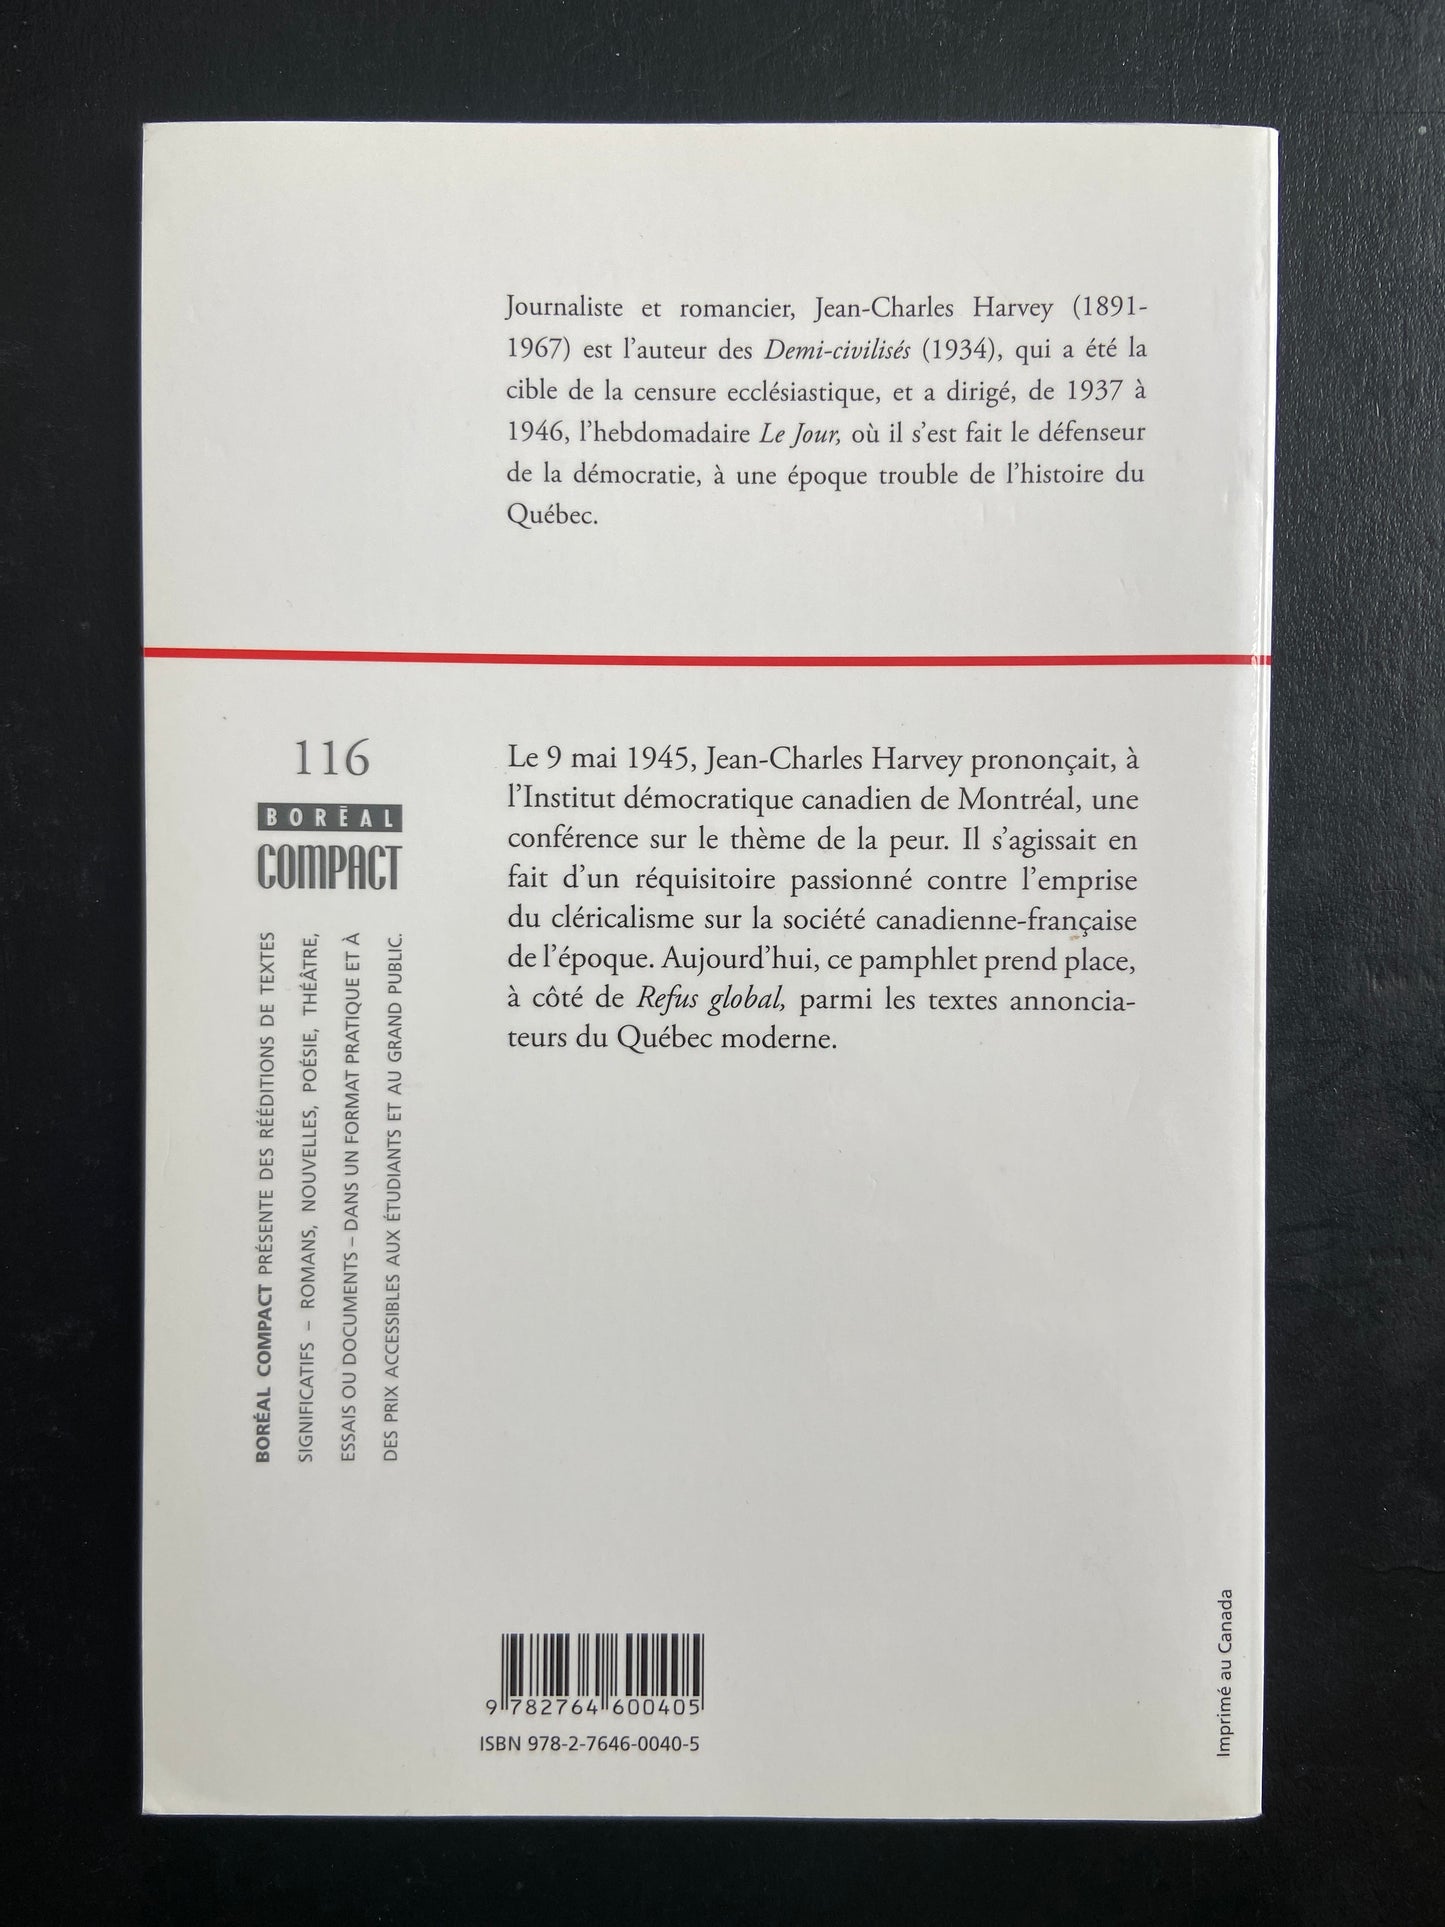 Journaliste et romancier, Jean-Charles Harvey (1891-
1967) est l'auteur des Demi-civilisés (1934), qui a été la
cible de la censure ecclésiastique, et a dirigé, de 1937 à
1946, l'hebdomadaire Le Jour, où il s'est fait le défenseur
de la démocratie, à une époque trouble de l'histoire du
Québec.
116
BORÉAL
COMPACT
BORÉAL COMPACT PRÉSENTE DES RÉÉDITIONS DE TEXTES
SIGNIFICATIFS – ROMANS, NOUVELLES, POÉSIE, THÉÂTRE,
ESSAIS OU DOCUMENTS – DANS UN FORMAT PRATIQUE ET À
DES PRIX ACCESSIBLES AUX ÉTUDIANTS ET AU GRAND PUBLIC.
Le 9 mai 1945, Jean-Charles Harvey prononçait, à
l'Institut démocratique canadien de Montréal, une
conférence sur le thème de la peur. Il s'agissait en
fait d'un réquisitoire passionné contre l'emprise
du cléricalisme sur la société canadienne-française
de l'époque. Aujourd'hui, ce pamphlet prend place,
à côté de Refus global, parmi les textes annoncia-
teurs du Québec moderne.
9 782764 600405
ISBN 978-2-7646-0040-5
Imprimé au Canada